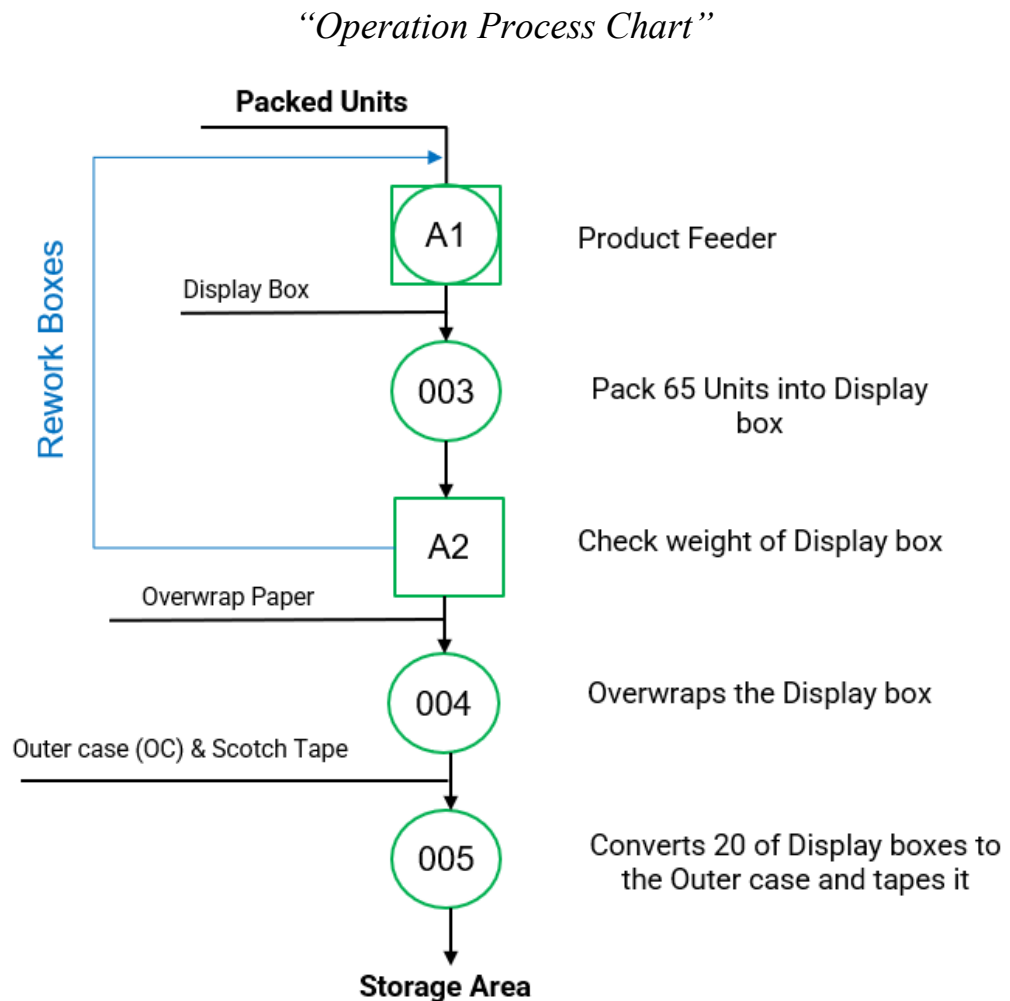 “Operation Process Chart”
Packed Units
A1
Product Feeder
Rework Boxes
Display Box
003
Pack 65 Units into Display
box
A2
Check weight of Display box
Overwrap Paper
004
Overwraps the Display box
Outer case (OC) & Scotch Tape
005
Converts 20 of Display boxes to
the Outer case and tapes it
Storage Area